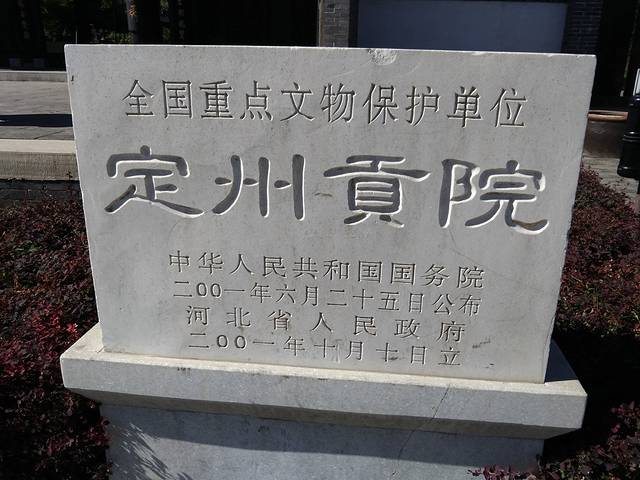 全国重点文物保护单位
定州貢院
中华人民共和国国务院
二00一年六月二十五日公布
河北省人民政府
二00一年十月十日立